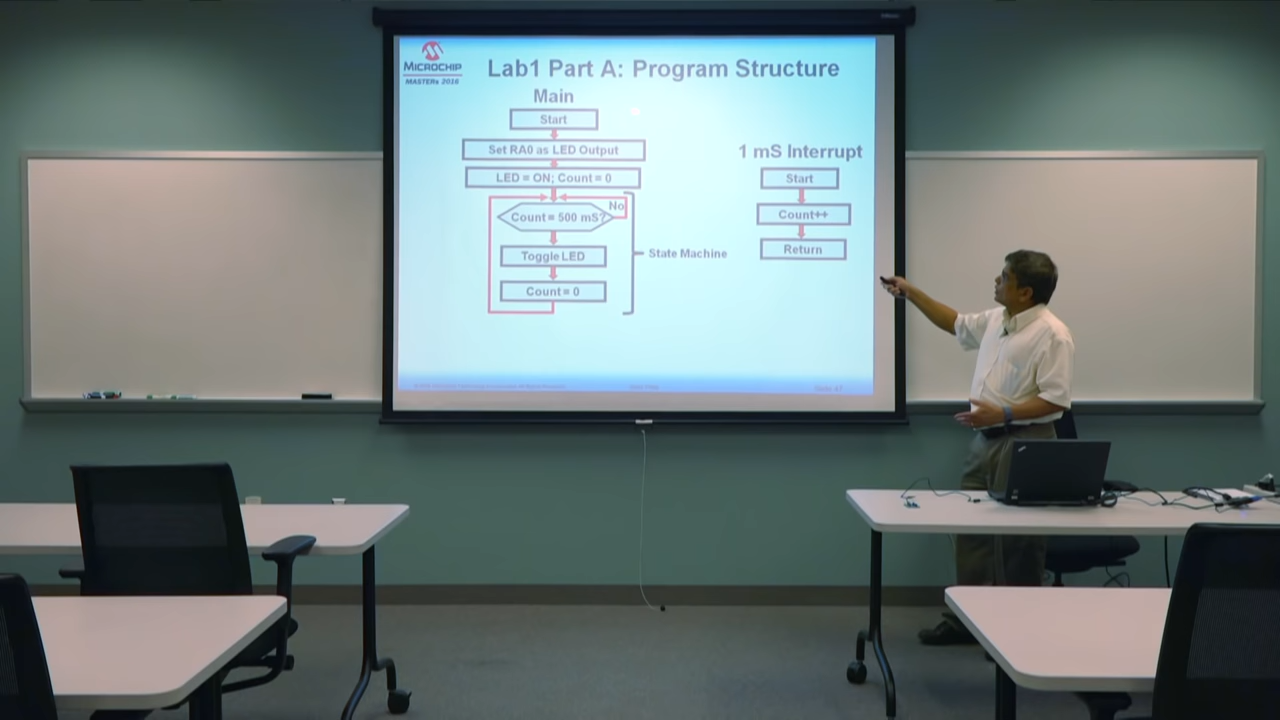 MICROCHIP
MASTERs 2016
Lab1 Part A: Program Structure
Main
Start
Set RA0 as LED Output
LED = ON; Count = 0
No
Count = 500 mS?
Toggle LED
Count = 0
State Machine
1 mS Interrupt
Start
Count++
Return